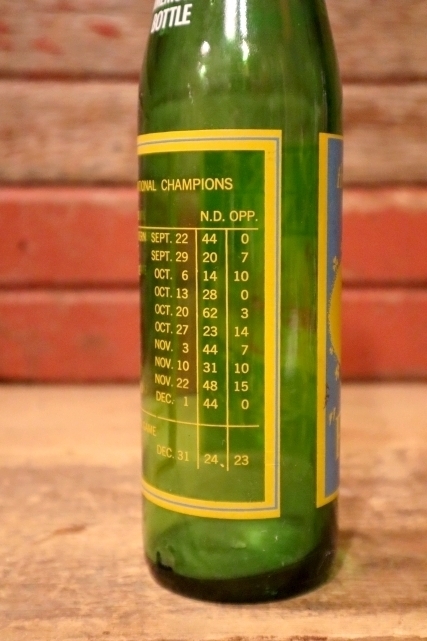 BOTTLE
TIONAL CHAMPIONS
N.D. OPP.
SEPT. 22 44 0
SEPT. 29 20 7
OCT. 6 14 10
OCT. 13 28 0
OCT. 20 62 3
OCT. 27 23 14
NOV. 3 44 7
NOV. 10 31 10
NOV. 22 48 15
DEC. 1 44 0
DEC. 31 24 23